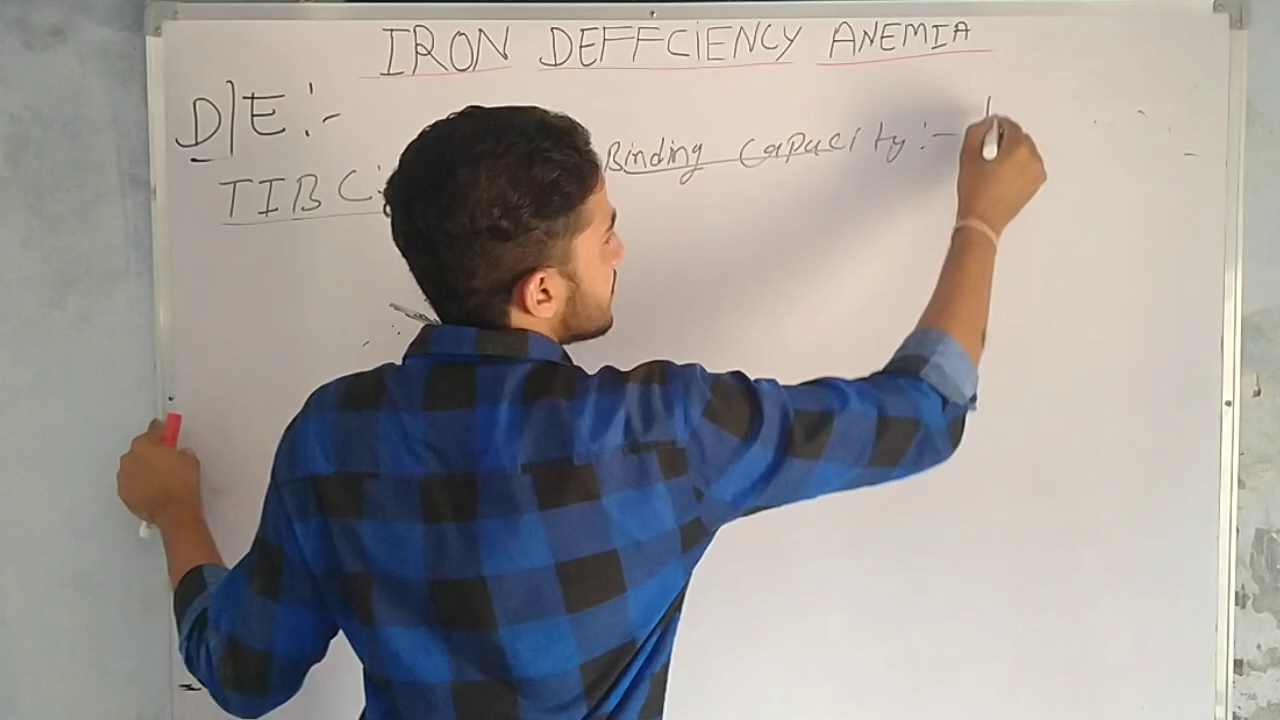 IRON DEFFCiENCY ANEMIA
D/E:-
Binding Capacity:-
TIBC: